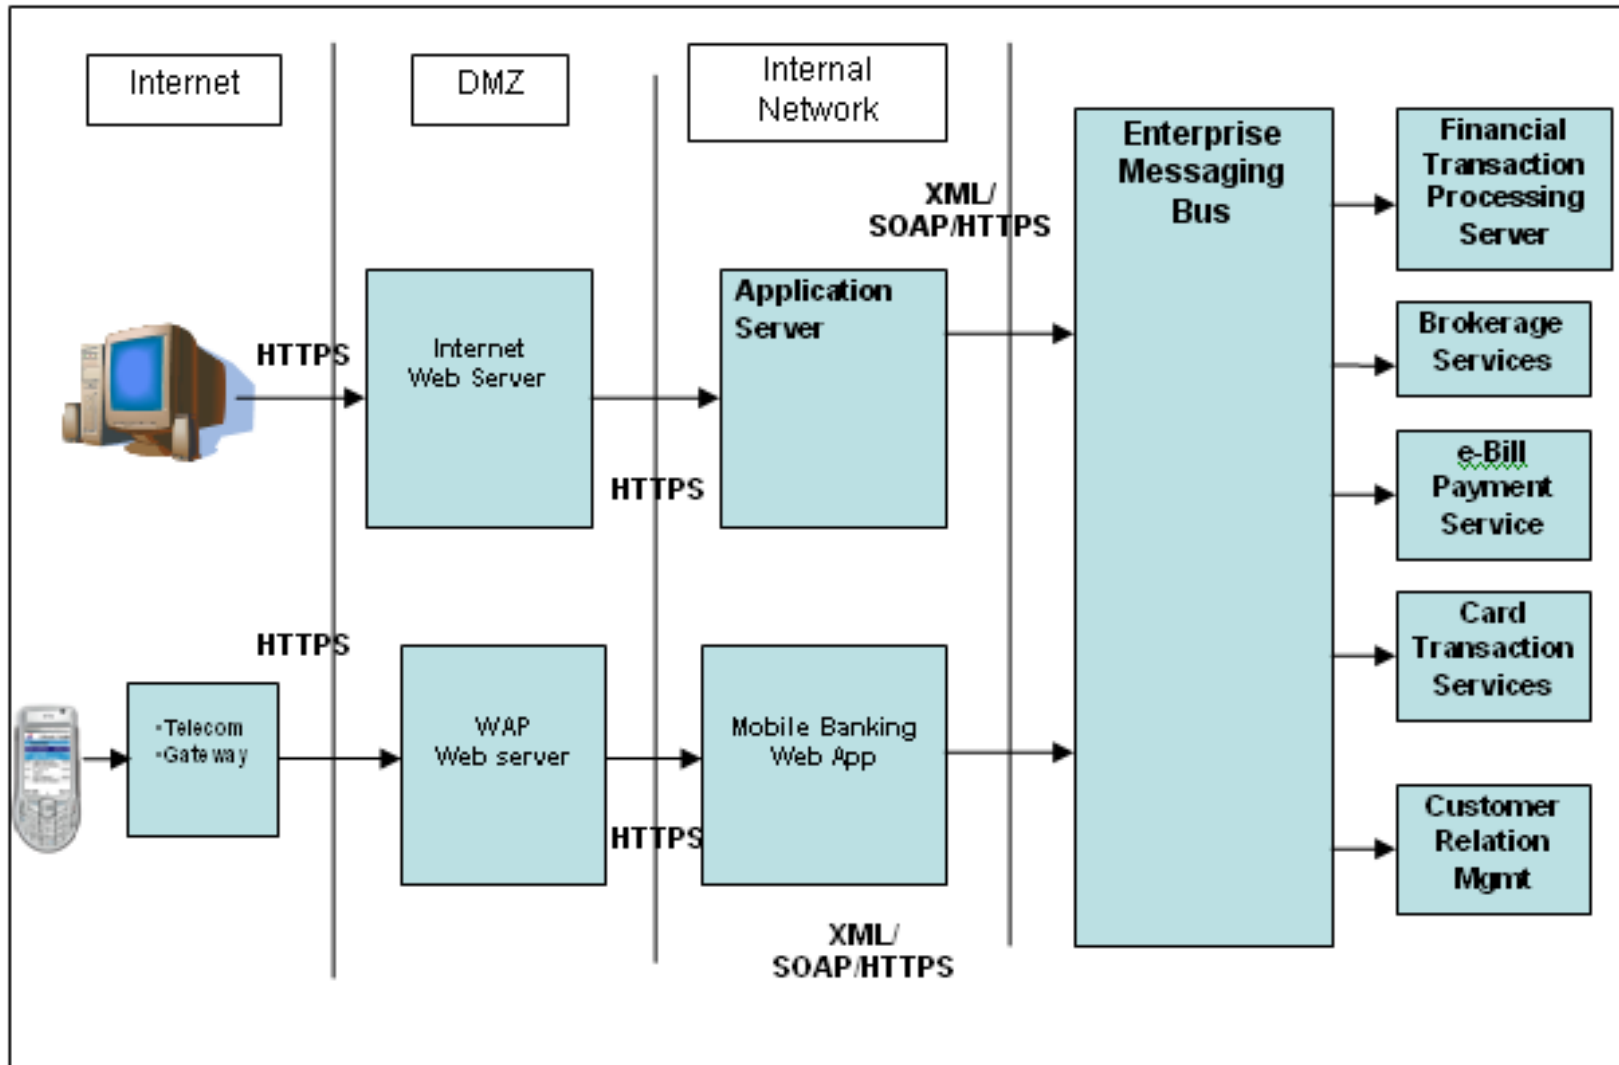 Internet
DMZ
Internal
Network
Enterprise
Messaging
Bus
Financial
Transaction
Processing
Server
XML/
SOAP/HTTPS
Application
Server
HTTPS
Internet
Web Server
HTTPS
Brokerage
Services
e-Bill
Payment
Service
HTTPS
•Telecom
•Gateway
WAP
Web server
HTTPS
Mobile Banking
Web App
XML/
SOAP/HTTPS
Card
Transaction
Services
Customer
Relation
Mgmt